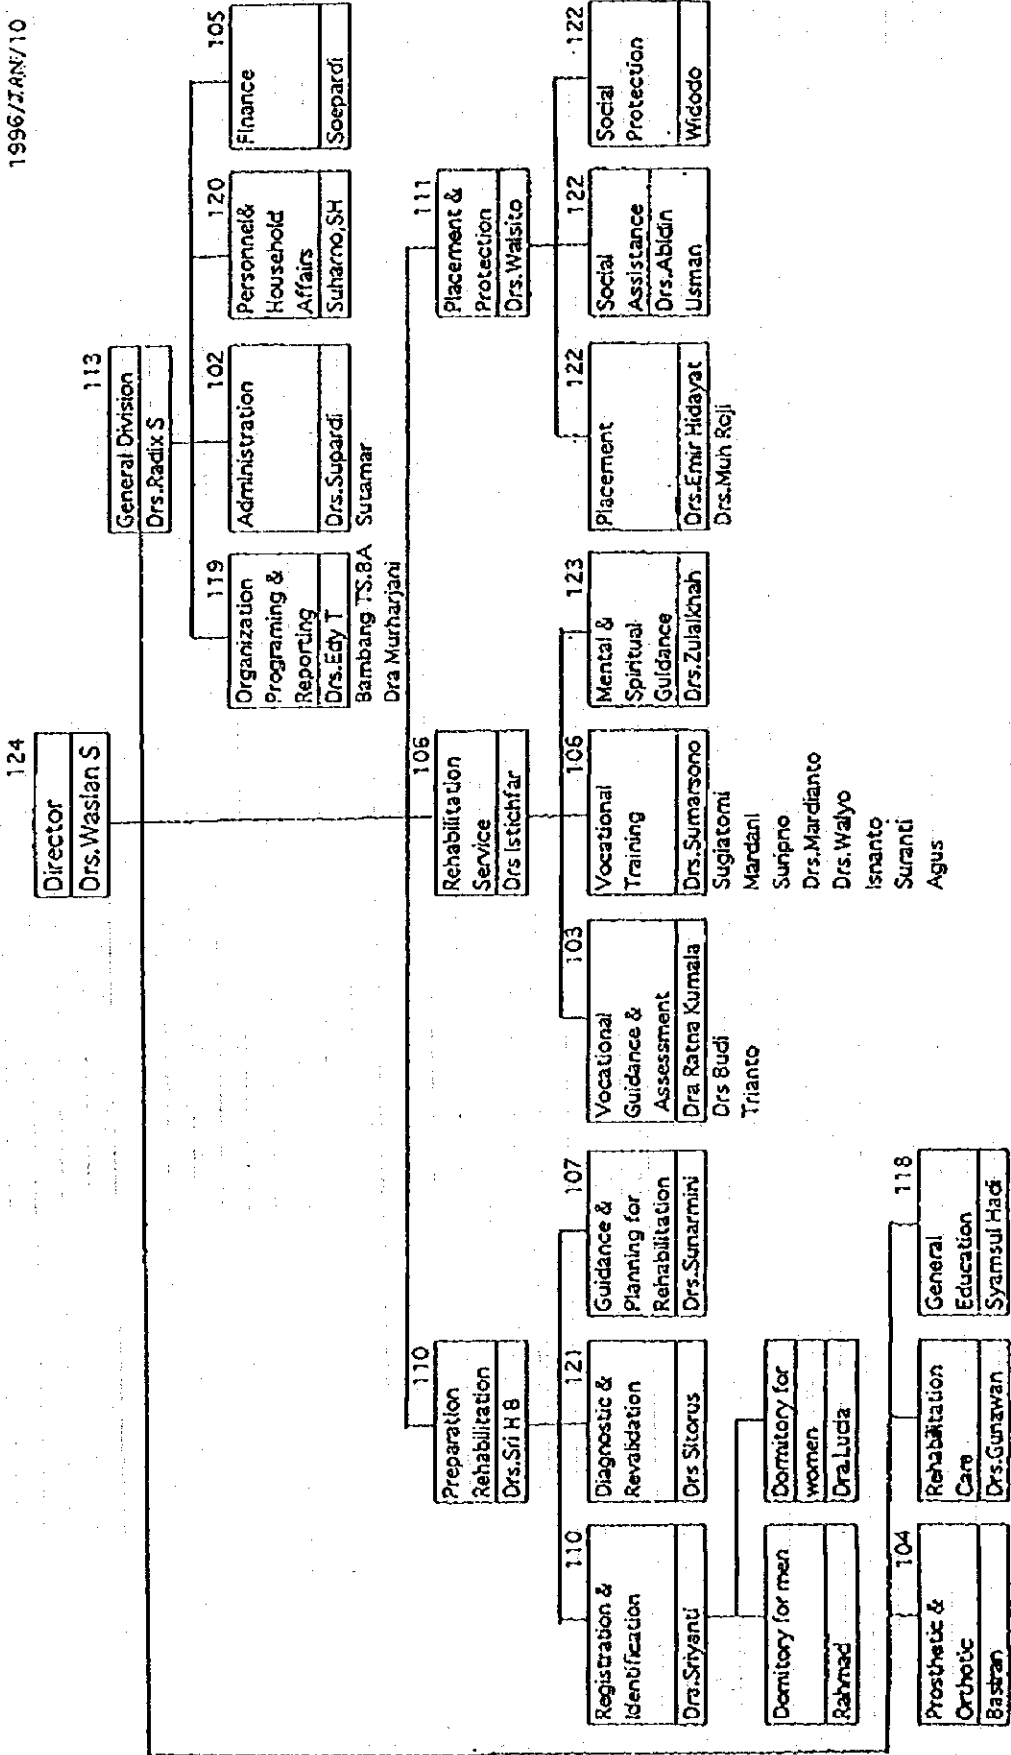 1996/JAN/10
124
Director
Drs.Waslan S
113
General Division
Drs.Radix S
119
Organization
Programing &
Reporting
Drs.Edy T
Bambang TS.BA
Dra Murharjani
102
Administration
Drs.Supardi
Sutamar
120
Personnel&
Household
Affairs
Suharno,SH
105
Finance
Soepardi
110
Preparation
Rehabilitation
Drs.Sri H B
106
Rehabilitation
Service
Drs Istichfar
111
Placement &
Protection
Drs.Walsito
110
Registration &
Identification
Dra.Sriyanti
121
Diagnostic &
Revalidation
Drs Sitorus
107
Guidance &
Planning for
Rehabilitation
Drs.Sunarmini
103
Vocational
Guidance &
Assessment
Dra Ratna Kumala
Drs Budi
Trianto
106
Vocational
Training
Drs.Sumarsono
Sugiatomi
Mardani
Suripno
Drs.Mardianto
Drs.Walyo
Isnanto
Suranti
Agus
123
Mental &
Spiritual
Guidance
Drs.Zulaikhah
122
Placement
Drs.Emir Hidayat
Drs.Muh Roji
122
Social
Assistance
Drs.Abidin
Usman
122
Social
Protection
Widodo
Domitory for men
Rahmad
Dormitory for
women
Dra.Lucia
104
Prosthetic &
Orthotic
Bastran
Rehabilitation
Care
Drs.Gunawan
118
General
Education
Syamsul Hadi